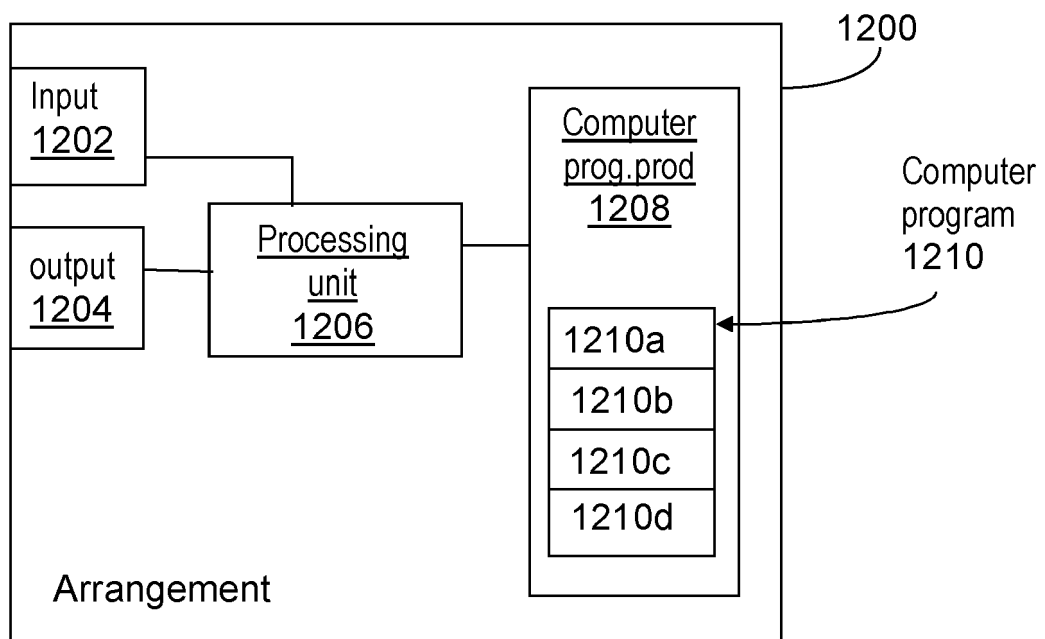 1200
Input
1202
Computer
prog.prod
1208
Computer
program
1210
Processing
unit
1206
output
1204
1210a
1210b
1210c
1210d
Arrangement